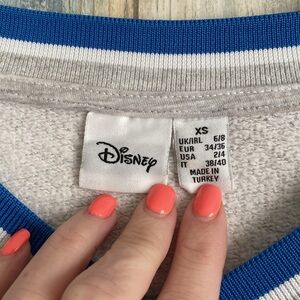 Disney
XS
UK/IRL 6/8
EUR 34/36
USA 2/4
IT 38/40
MADE IN
TURKEY